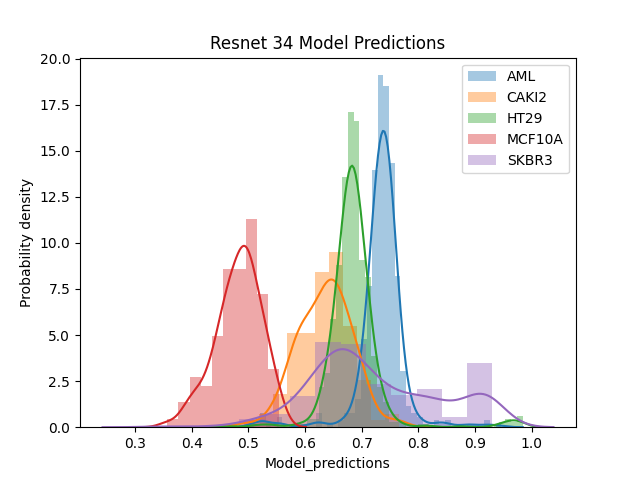 Resnet 34 Model Predictions
20.0
17.5
15.0
12.5
10.0
7.5
5.0
2.5
0.0
Probability density
AML
CAKI2
HT29
MCF10A
SKBR3
0.3 0.4 0.5 0.6 0.7 0.8 0.9 1.0
Model_predictions